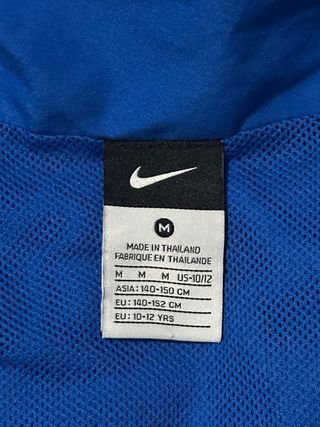 M
MADE IN THAILAND
FABRIQUE EN THAILANDE
M M M US-10/12
ASIA: 140-150 CM
EU: 140-152 CM
EU: 10-12 YRS